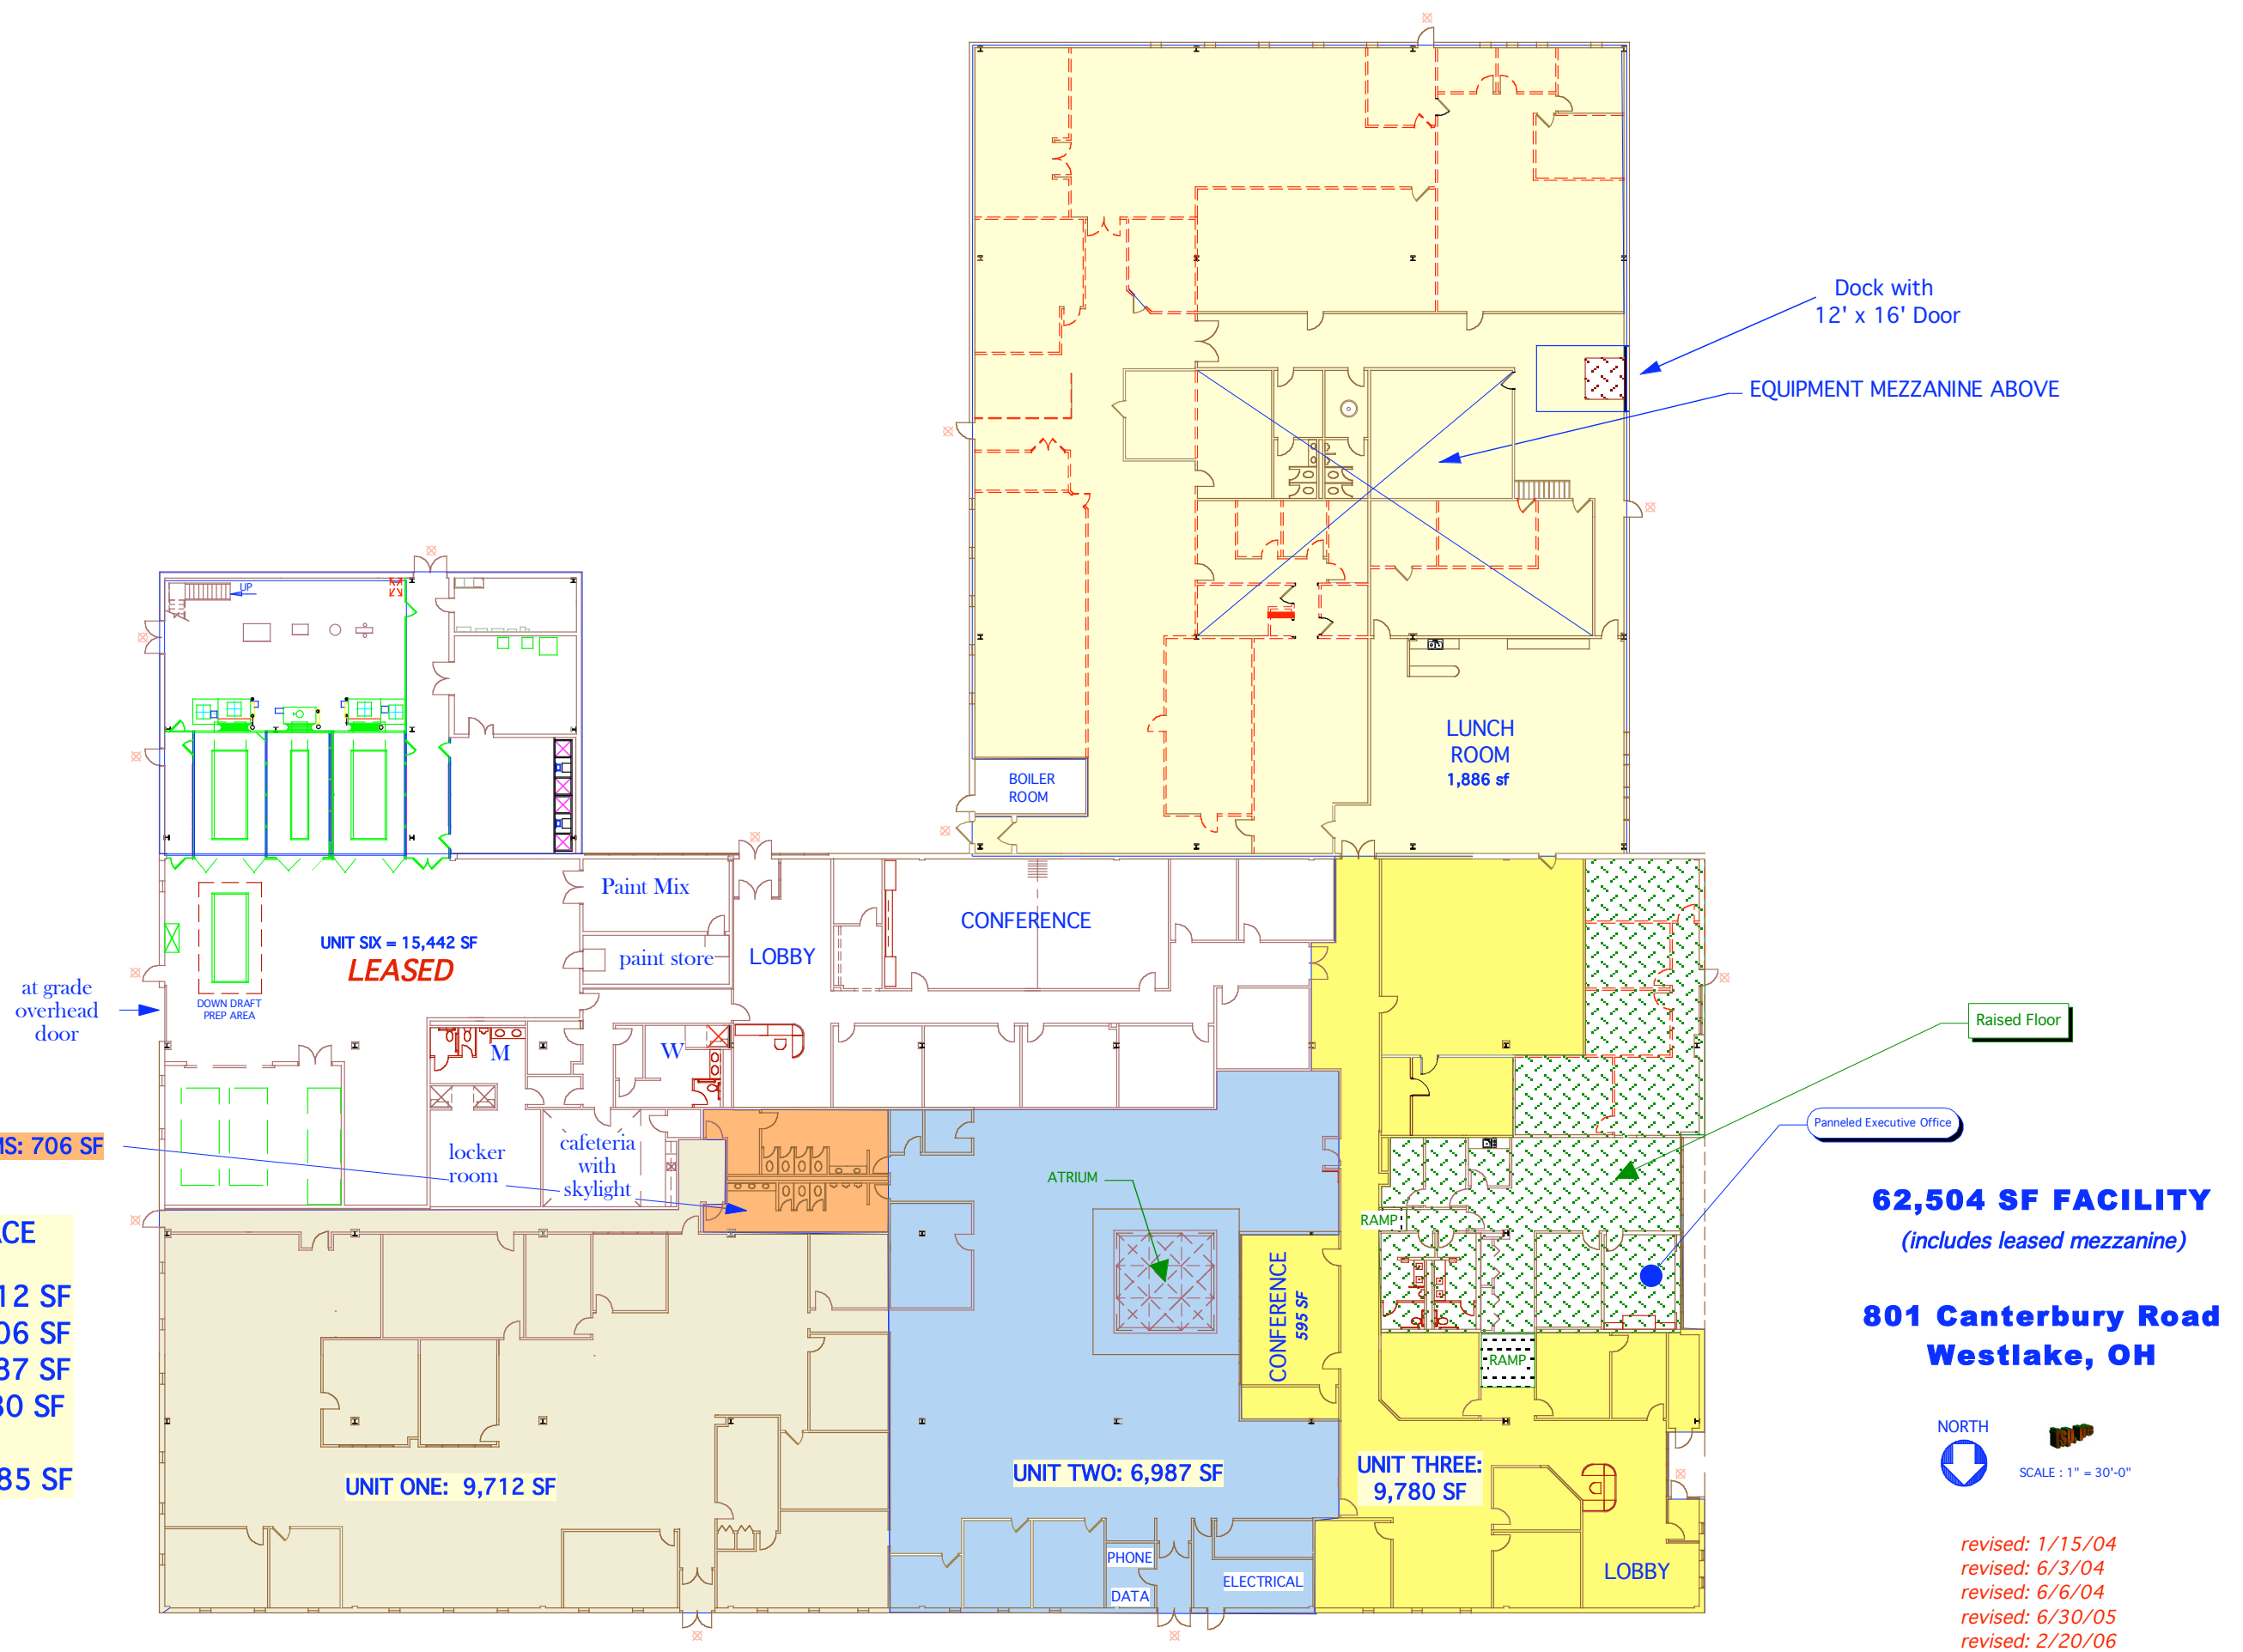 Dock with
12' x 16' Door
EQUIPMENT MEZZANINE ABOVE
UP
LUNCH
ROOM
1,886 sf
BOILER
ROOM
Paint Mix
paint store
LOBBY
CONFERENCE
UNIT SIX = 15,442 SF
LEASED
DOWN DRAFT
PREP AREA
at grade
overhead
door
M
W
locker
room
cafeteria
with
skylight
MS: 706 SF
ATRIUM
RAMP
CONFERENCE
595 SF
RAMP
Raised Floor
Panneled Executive Office
62,504 SF FACILITY
(includes leased mezzanine)
801 Canterbury Road
Westlake, OH
NORTH
SCALE : 1" = 30'-0"
revised: 1/15/04
revised: 6/3/04
revised: 6/6/04
revised: 6/30/05
revised: 2/20/06
CE
12 SF
06 SF
87 SF
80 SF
85 SF
UNIT ONE: 9,712 SF
UNIT TWO: 6,987 SF
UNIT THREE:
9,780 SF
PHONE
DATA
ELECTRICAL
LOBBY